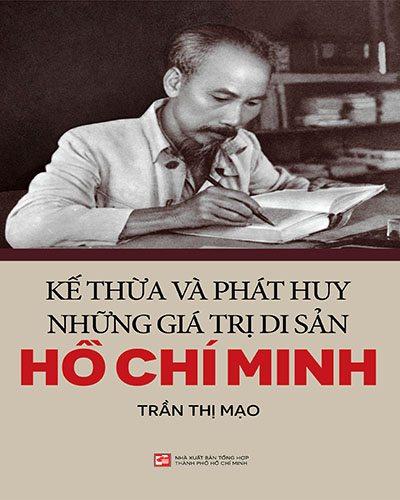 KẾ THỪA VÀ PHÁT HUY
NHỮNG GIÁ TRỊ DI SẢN
HỒ CHÍ MINH
TRẦN THỊ MẠO
NHÀ XUẤT BẢN TỔNG HỢP
THÀNH PHỐ HỒ CHÍ MINH